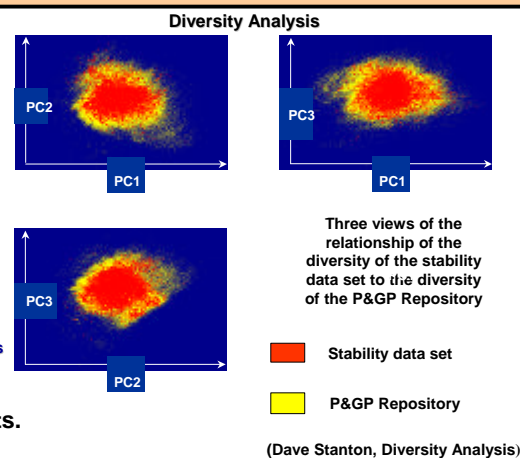 Diversity Analysis
PC2
PC1
PC3
PC1
PC3
PC2
s
ts.
Three views of the
relationship of the
diversity of the stability
data set to the diversity
of the P&GP Repository
Stability data set
P&GP Repository
(Dave Stanton, Diversity Analysis)